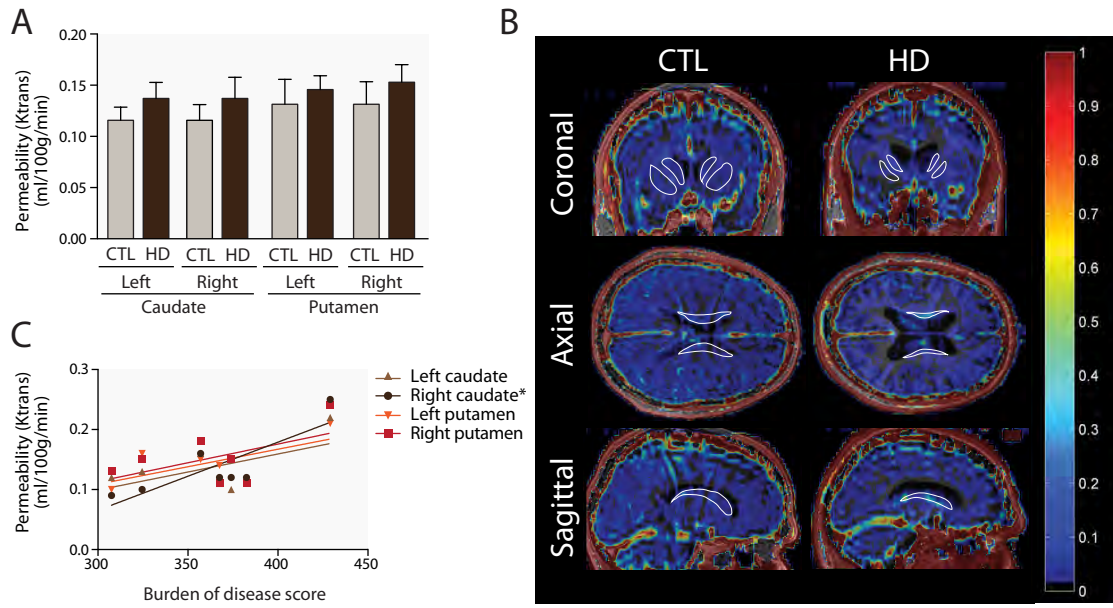 A
Permeability (Ktrans)
(ml/100g/min)
0.20
0.15
0.10
0.05
0.00
CTL HD CTL HD CTL HD CTL HD
Left Right Left Right
Caudate Putamen
B
CTL HD
Coronal
Axial
Sagittal
1
0.9
0.8
0.7
0.6
0.5
0.4
0.3
0.2
0.1
0
C
Permeability (Ktrans)
(ml/100g/min)
0.3
0.2
0.1
0.0
300 350 400 450
Burden of disease score
Left caudate
Right caudate*
Left putamen
Right putamen